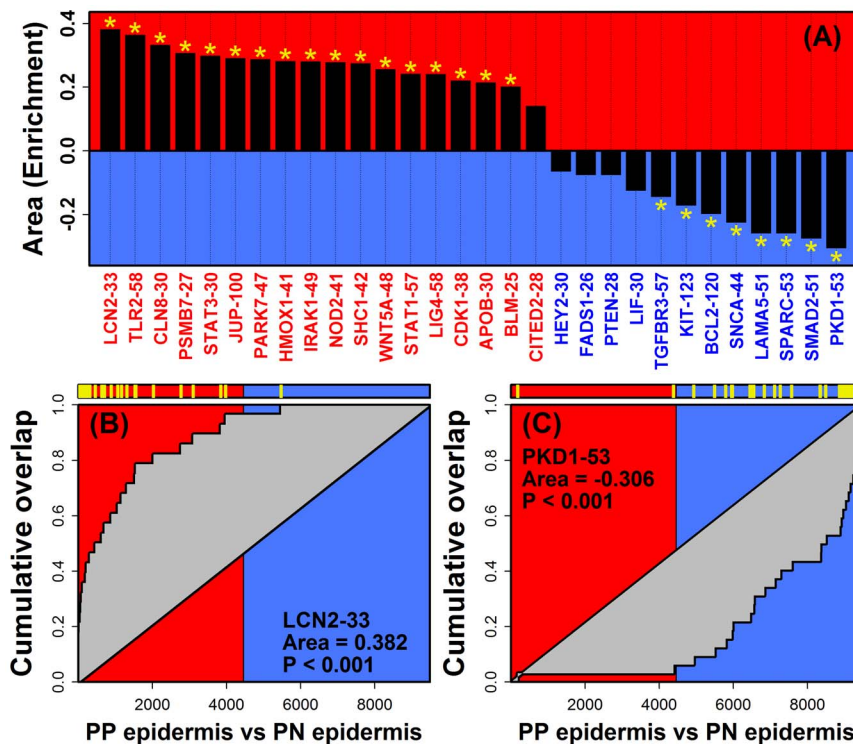 (A)
Area (Enrichment)
0.4
0.2
0.0
-0.2
* * * * * * * * * * * * * * * * *
* * * * * * * *
LCN2-33
TLR2-58
CLN8-30
PSMB7-27
STAT3-30
JUP-100
PARK7-47
HMOX1-41
IRAK1-49
NOD2-41
SHC1-42
WNT5A-48
STAT1-57
LIG4-58
CDK1-38
APOB-30
BLM-25
CITED2-28
HEY2-30
FADS1-26
PTEN-28
LIF-30
TGFBR3-57
KIT-123
BCL2-120
SNCA-44
LAMA5-51
SPARC-53
SMAD2-51
PKD1-53
(B)
Cumulative overlap
1.0
0.8
0.6
0.4
0.2
0.0
LCN2-33
Area = 0.382
P < 0.001
2000 4000 6000 8000
PP epidermis vs PN epidermis
(C)
Cumulative overlap
1.0
0.8
0.6
0.4
0.2
0.0
PKD1-53
Area = -0.306
P < 0.001
2000 4000 6000 8000
PP epidermis vs PN epidermis